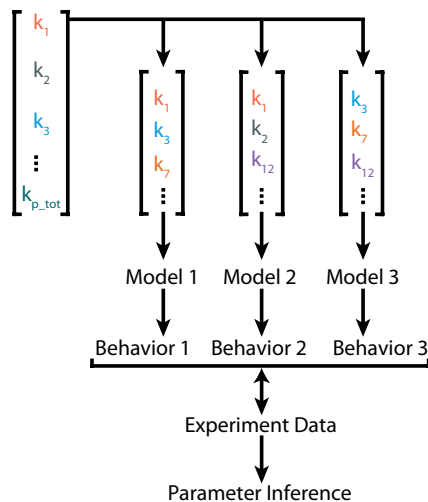 k1
k2
k3
...
kp_tot
k1
k3
k7
...
k1
k2
k12
...
k3
k7
k12
...
Model 1 Model 2 Model 3
Behavior 1 Behavior 2 Behavior 3
Experiment Data
Parameter Inference